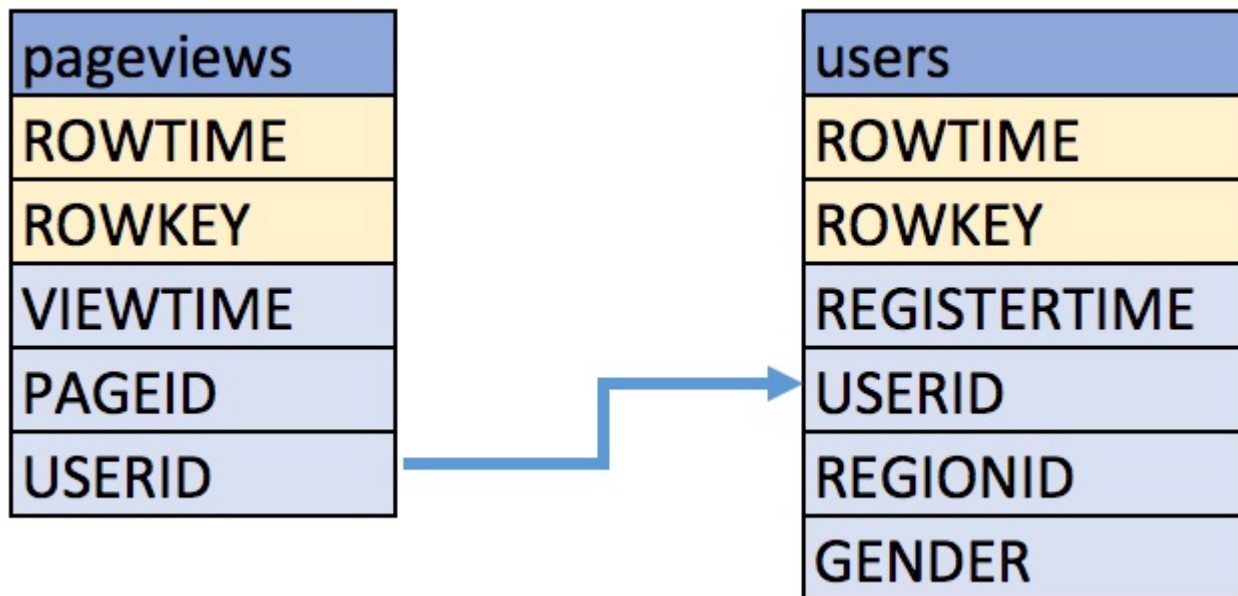 pageviews
ROWTIME
ROWKEY
VIEWTIME
PAGEID
USERID
users
ROWTIME
ROWKEY
REGISTERTIME
USERID
REGIONID
GENDER